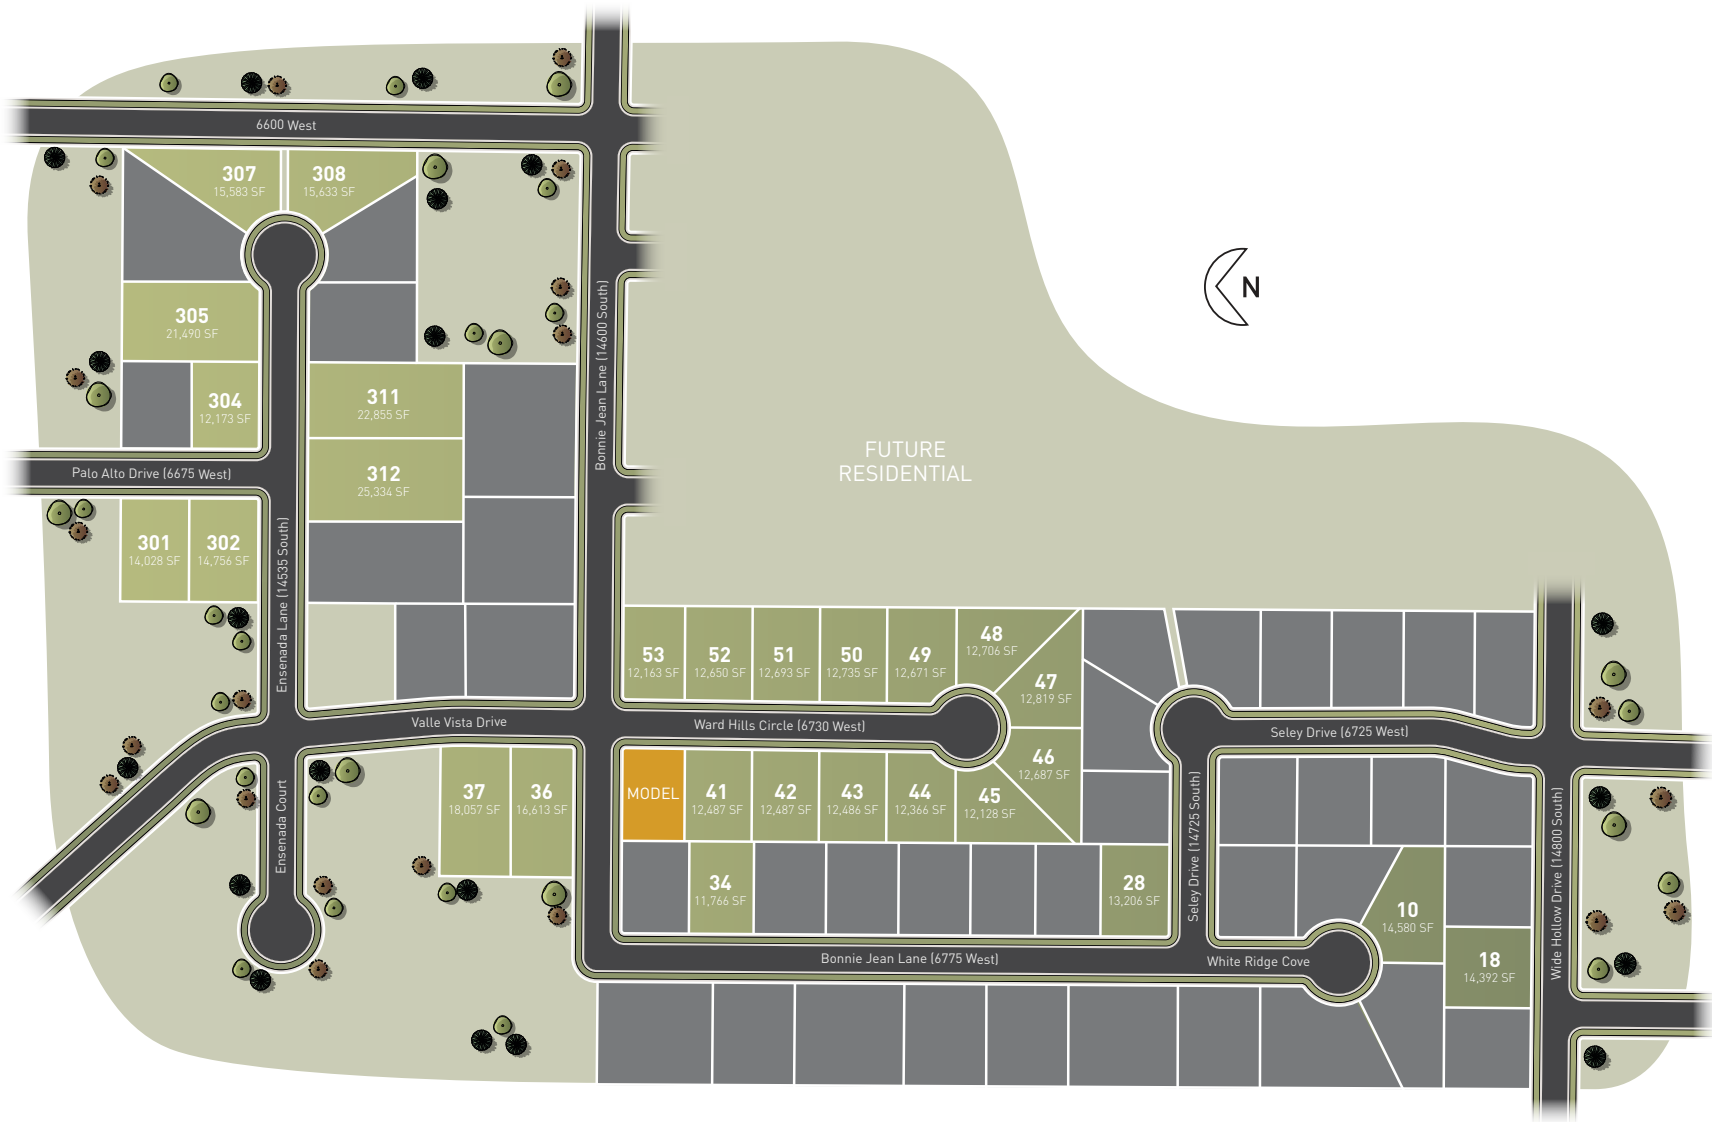 6600 West
307
15,583 SF
308
15,633 SF
N
305
21,490 SF
304
12,173 SF
311
22,855 SF
312
25,334 SF
Bonnie Jean Lane (14600 South)
FUTURE
RESIDENTIAL
Palo Alto Drive (6675 West)
301
14,028 SF
302
14,756 SF
Ensenada Lane (14535 South)
53
12,163 SF
52
12,650 SF
51
12,693 SF
50
12,735 SF
49
12,671 SF
48
12,706 SF
47
12,819 SF
Valle Vista Drive
Ward Hills Circle (6730 West)
Seley Drive (6725 West)
46
12,687 SF
37
18,057 SF
36
16,613 SF
MODEL
41
12,487 SF
42
12,487 SF
43
12,486 SF
44
12,366 SF
45
12,128 SF
Ensenada Court
Seley Drive (14725 South)
Wide Hollow Drive (14800 South)
34
11,766 SF
28
13,206 SF
10
14,580 SF
18
14,392 SF
Bonnie Jean Lane (6775 West)
White Ridge Cove